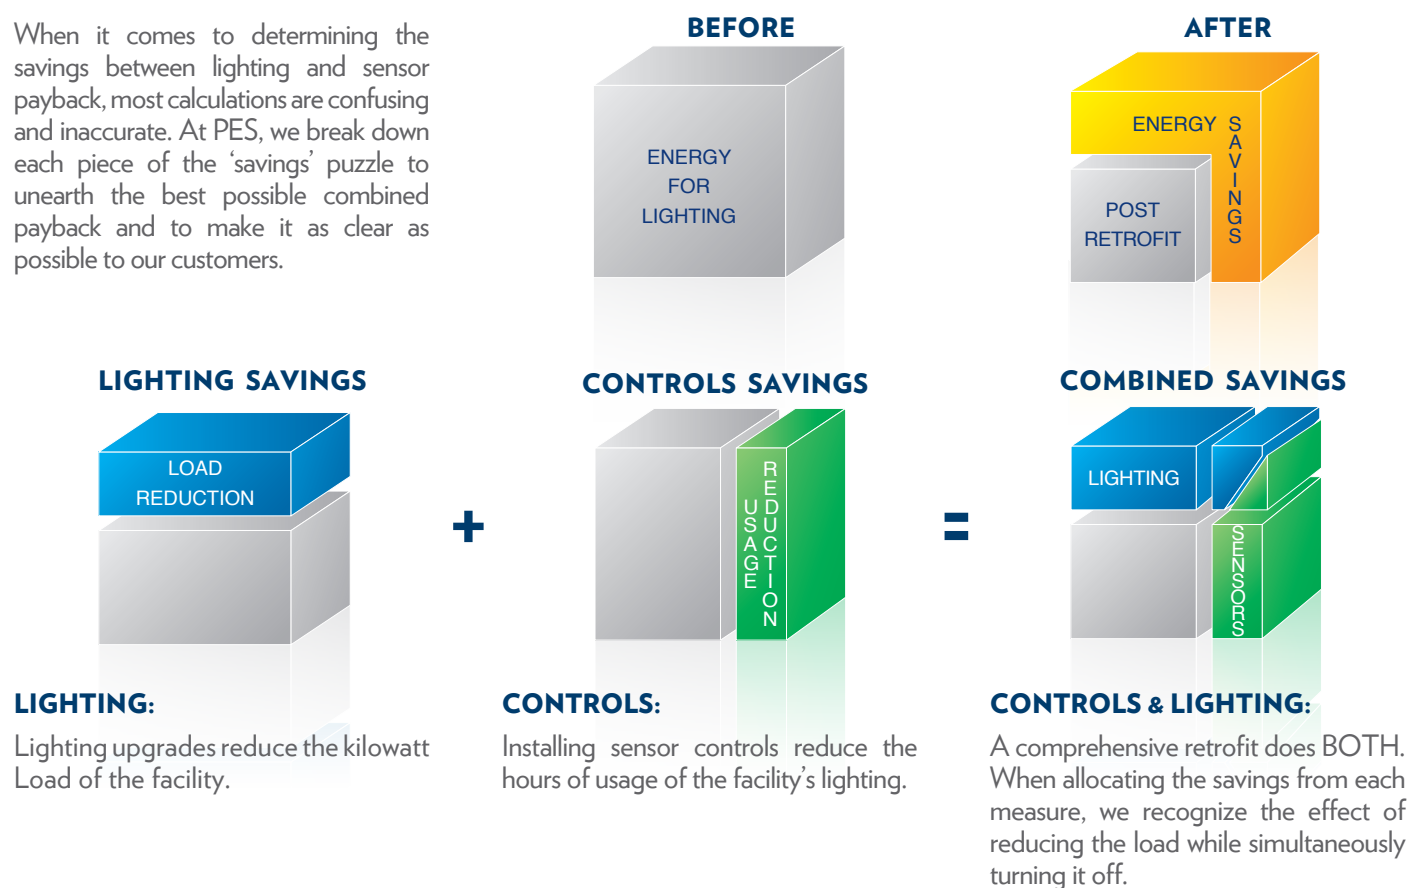 When it comes to determining the
savings between lighting and sensor
payback, most calculations are confusing
and inaccurate. At PES, we break down
each piece of the ‘savings’ puzzle to
unearth the best possible combined
payback and to make it as clear as
possible to our customers.
BEFORE
ENERGY
FOR
LIGHTING
AFTER
ENERGY SAVINGS
POST
RETROFIT
LIGHTING SAVINGS
LOAD
REDUCTION
+
CONTROLS SAVINGS
USAGE
REDUCTION
=
COMBINED SAVINGS
LIGHTING
SENSORS
LIGHTING:
Lighting upgrades reduce the kilowatt
Load of the facility.
CONTROLS:
Installing sensor controls reduce the
hours of usage of the facility’s lighting.
CONTROLS & LIGHTING:
A comprehensive retrofit does BOTH.
When allocating the savings from each
measure, we recognize the effect of
reducing the load while simultaneously
turning it off.